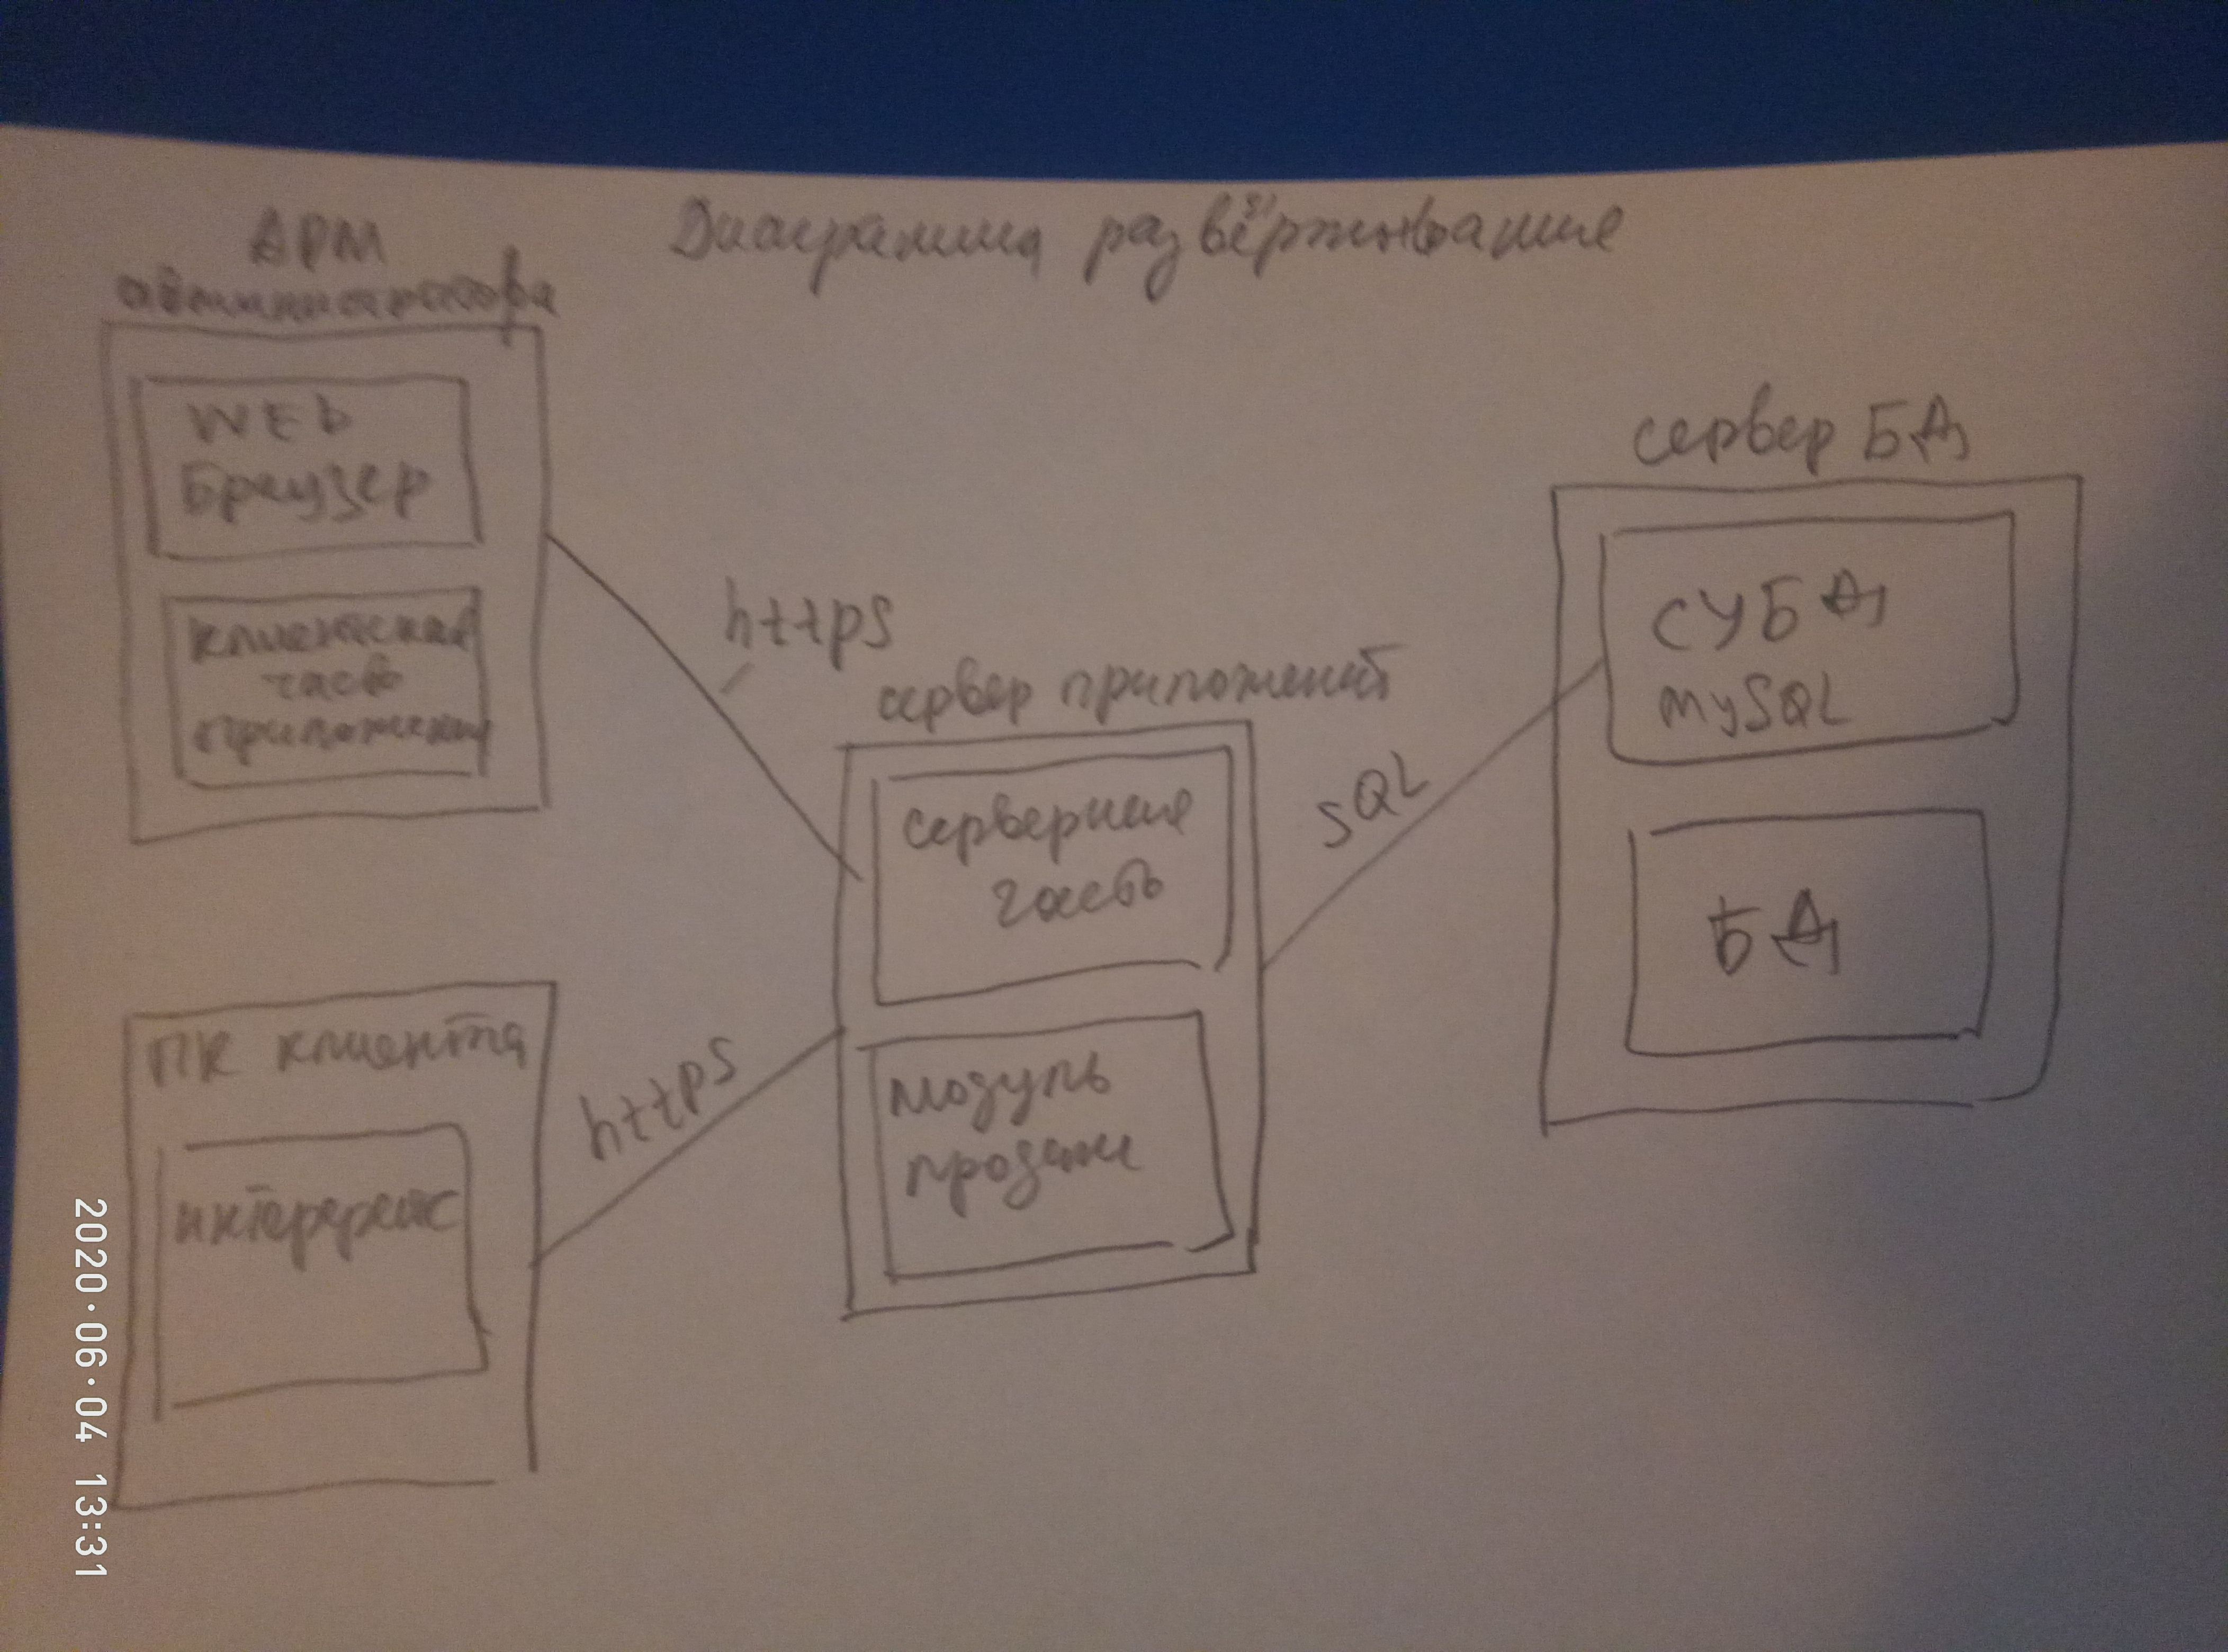 Диаграмма развёртывание
АРМ
администратора
WEb
Браузер
клиентская
часть
приложения
https
сервер приложений
серверная
часть
модуль
продажи
ПК клиента
интерфейс
https
SQL
сервер БД
СУБД
MySQL
БД
2020·06·04 13:31